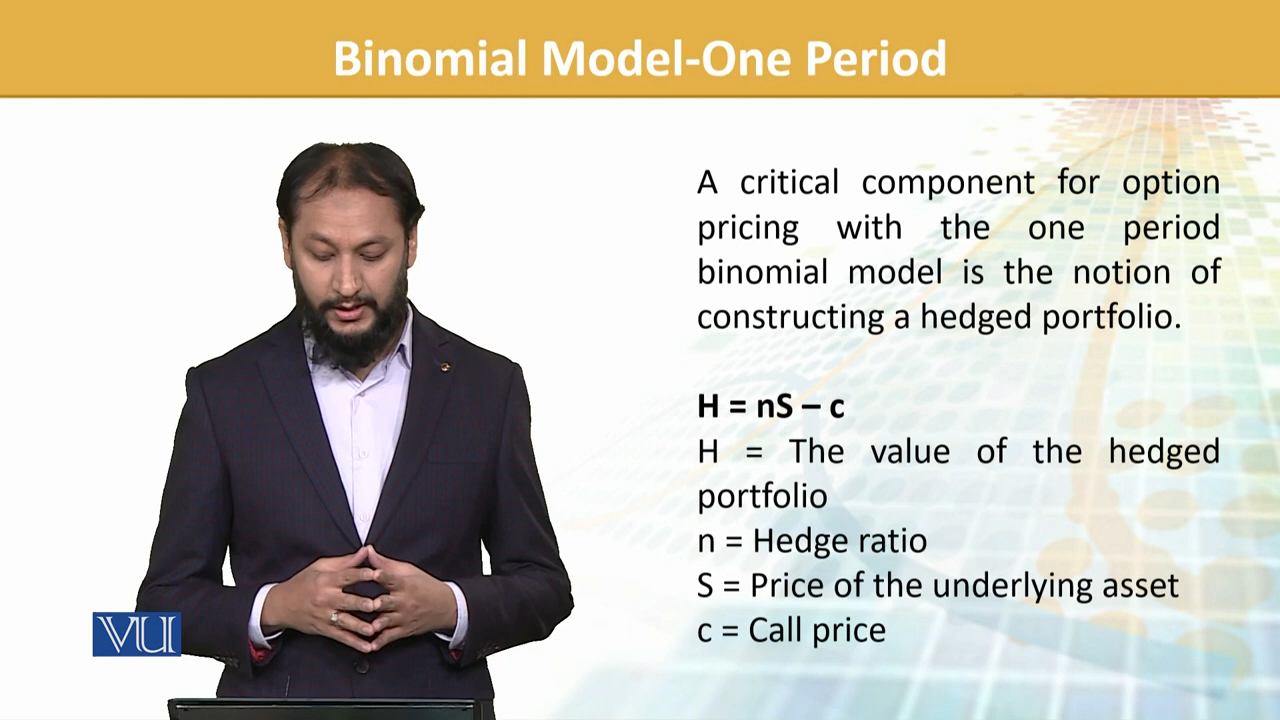 Binomial Model-One Period
A critical component for option
pricing with the one period
binomial model is the notion of
constructing a hedged portfolio.
H = nS – c
H = The value of the hedged
portfolio
n = Hedge ratio
S = Price of the underlying asset
c = Call price
VU